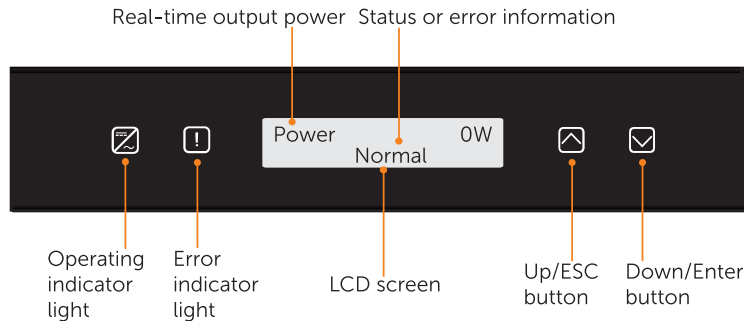 Real-time output power
Status or error information
!
Power 0W
Normal
Operating
indicator
light
Error
indicator
light
LCD screen
Up/ESC
button
Down/Enter
button